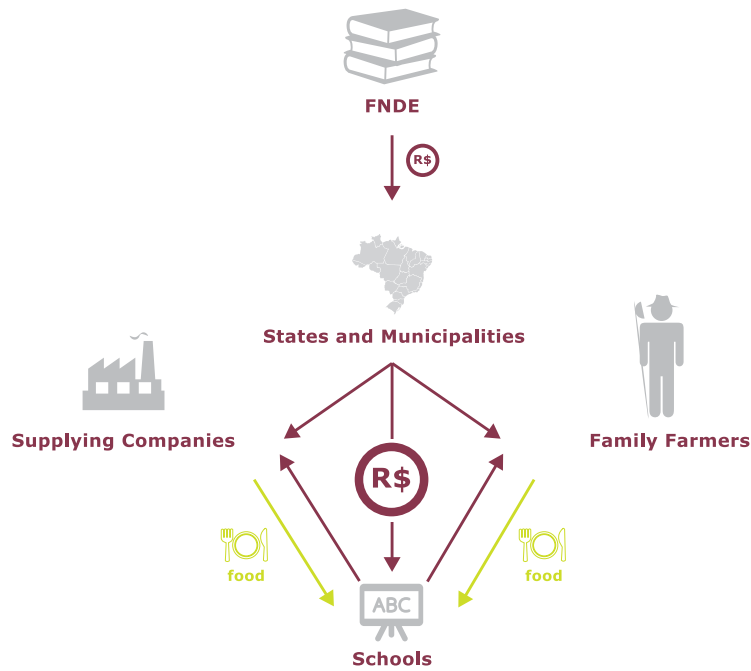 FNDE
R$
States and Municipalities
Supplying Companies
Family Farmers
R$
food
food
ABC
Schools